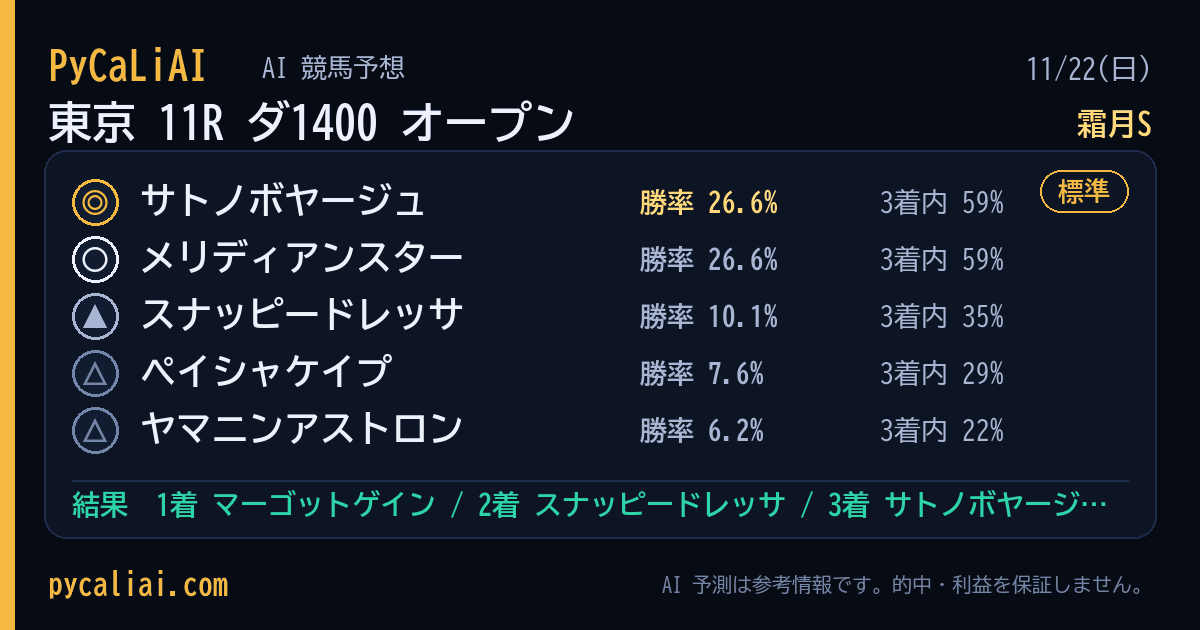 PyCaLiAI AI 競馬予想 11/22(日)
東京 11R ダ1400 オープン 霜月S
◎ サトノボヤージュ 勝率 26.6% 3着内 59% 標準
○ メリディアンスター 勝率 26.6% 3着内 59%
▲ スナッピードレッサ 勝率 10.1% 3着内 35%
△ ペイシャケイプ 勝率 7.6% 3着内 29%
△ ヤマニンアストロン 勝率 6.2% 3着内 22%
結果 1着 マーゴットゲイン / 2着 スナッピードレッサ / 3着 サトノボヤージ…
pycaliai.com AI 予測は参考情報です。的中・利益を保証しません。